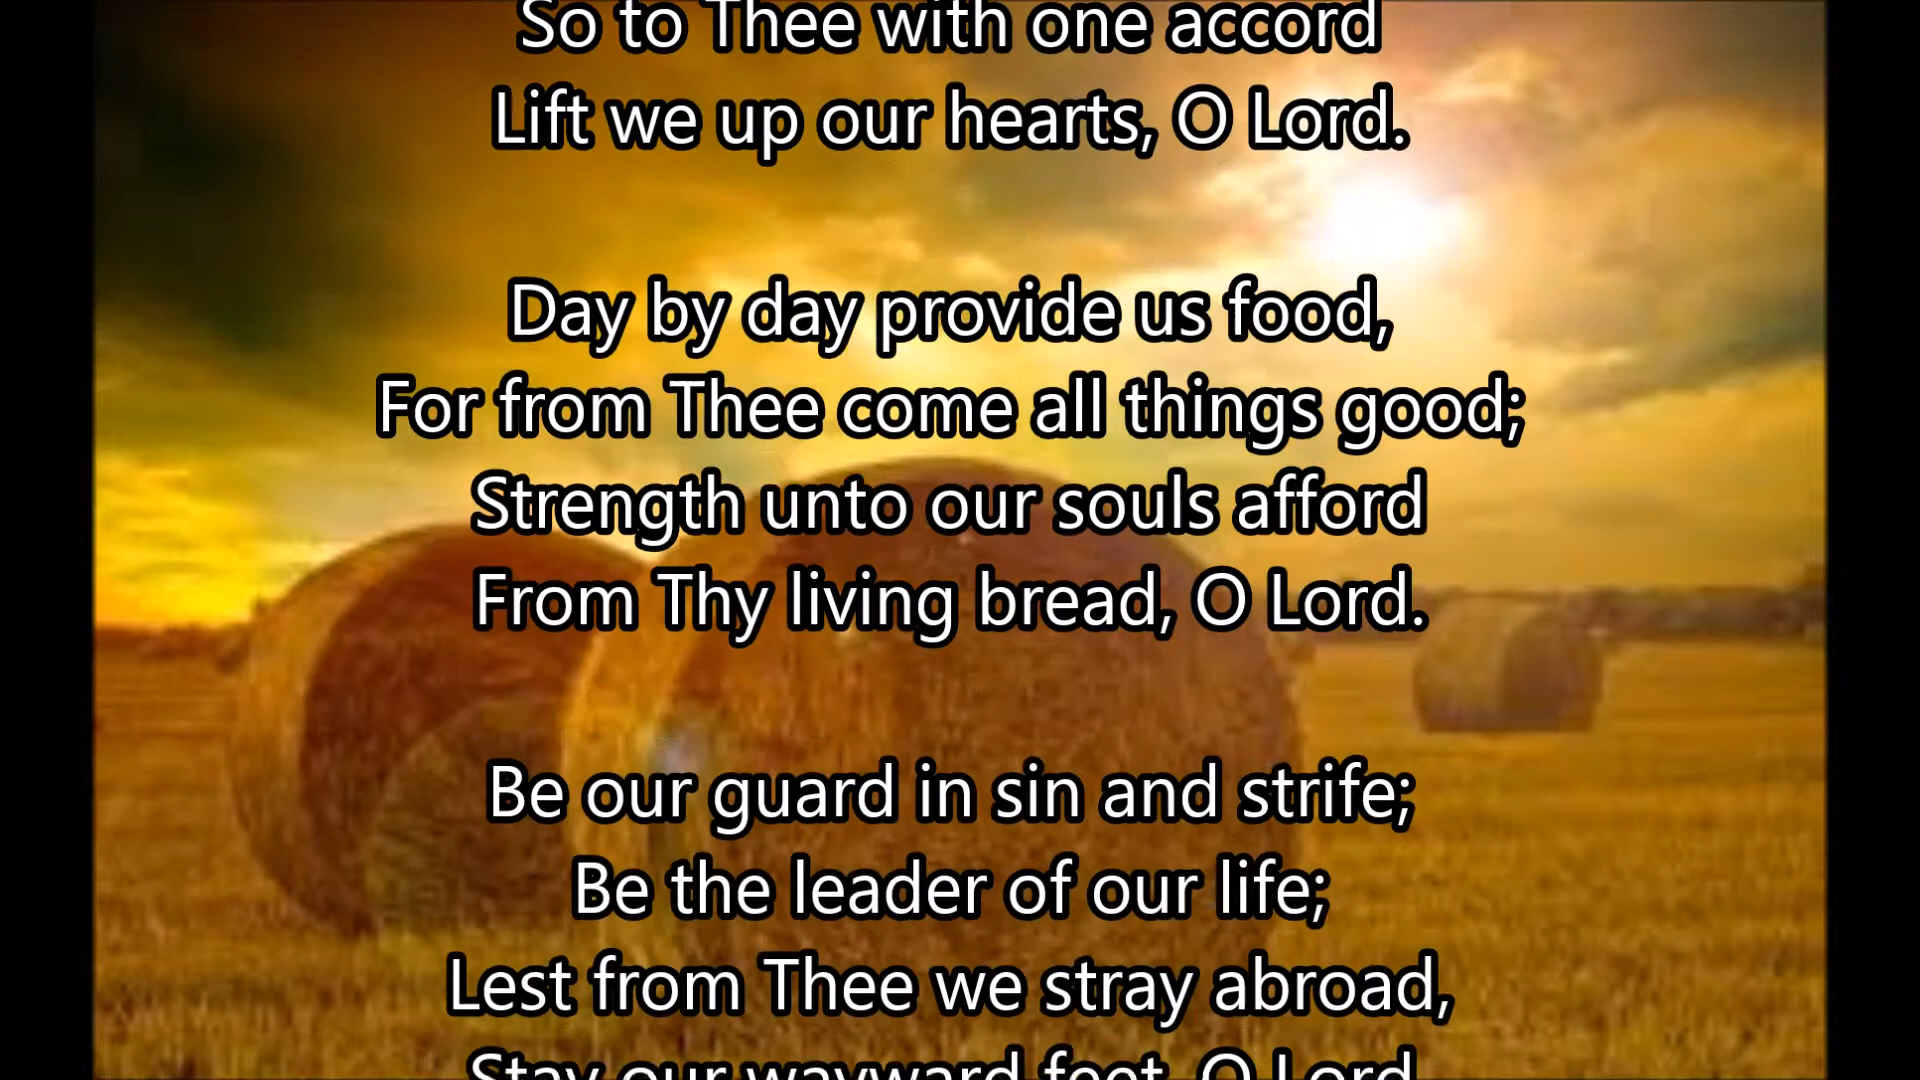 So to Thee with one accord
Lift we up our hearts, O Lord.
Day by day provide us food,
For from Thee come all things good;
Strength unto our souls afford
From Thy living bread, O Lord.
Be our guard in sin and strife;
Be the leader of our life;
Lest from Thee we stray abroad,
Stay our wayward feet, O Lord.